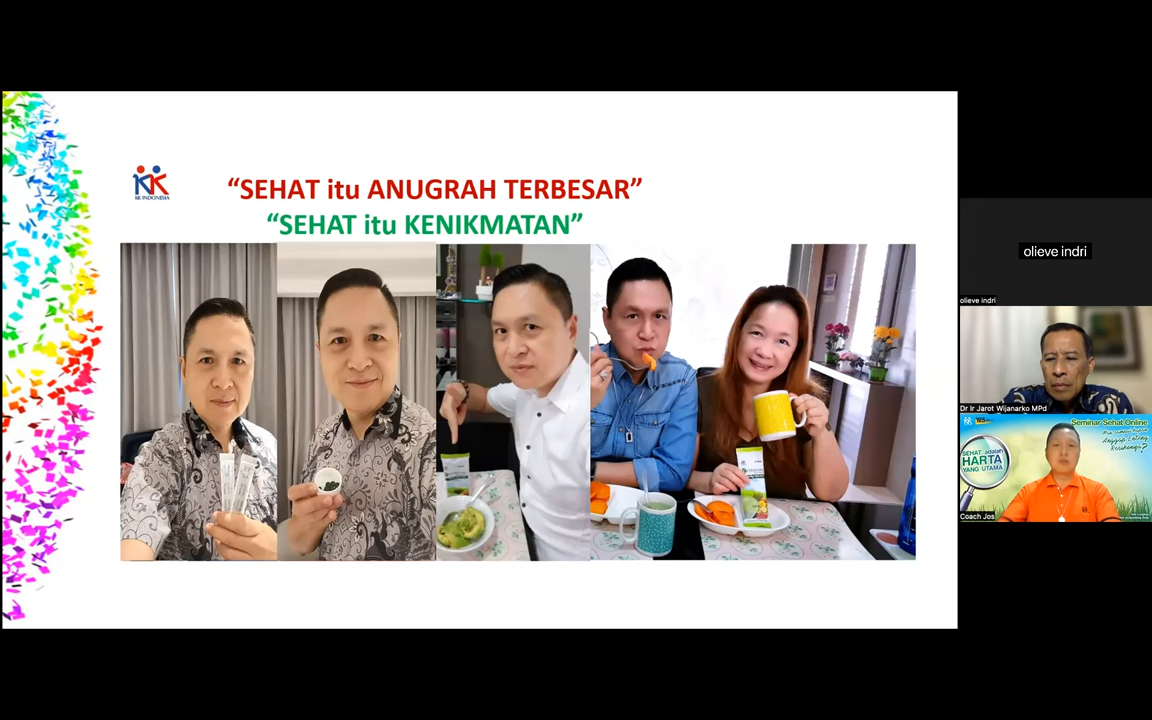 KK INDONESIA
“SEHAT itu ANUGRAH TERBESAR”
“SEHAT itu KENIKMATAN”
olieve indri
olieve indri
Dr Ir Jarot Wijanarko MPd
Seminar Sehat Online
SEHAT adalah
HARTA
YANG UTAMA
Coach Jos